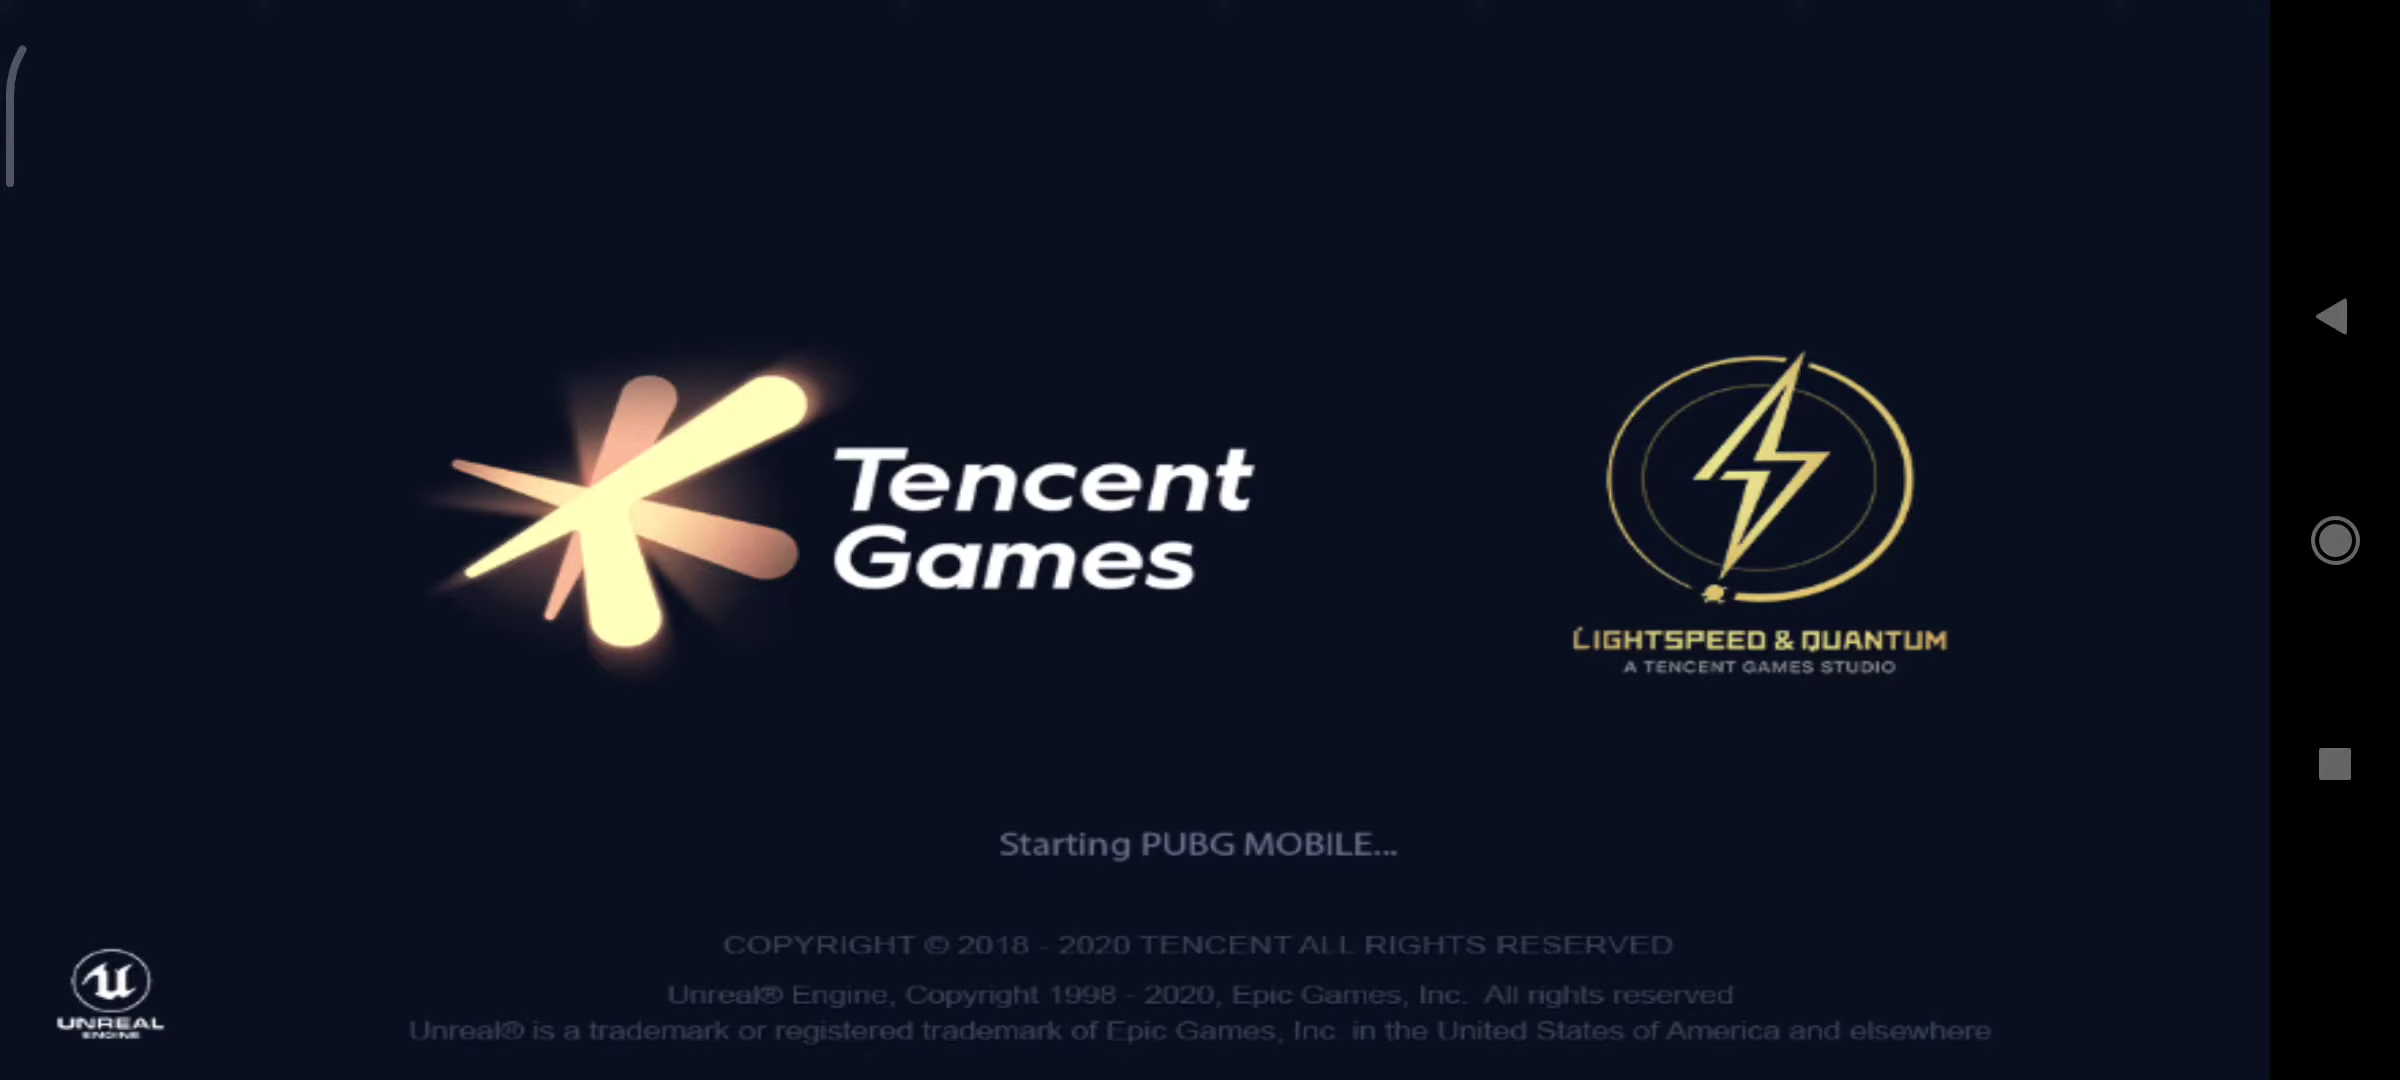 Tencent
Games
LIGHTSPEED & QUANTUM
A TENCENT GAMES STUDIO
Starting PUBG MOBILE...
COPYRIGHT © 2018 - 2020 TENCENT ALL RIGHTS RESERVED
Unreal® Engine, Copyright 1998 - 2020, Epic Games, Inc. All rights reserved
Unreal® is a trademark or registered trademark of Epic Games, Inc. in the United States of America and elsewhere
UNREAL
ENGINE